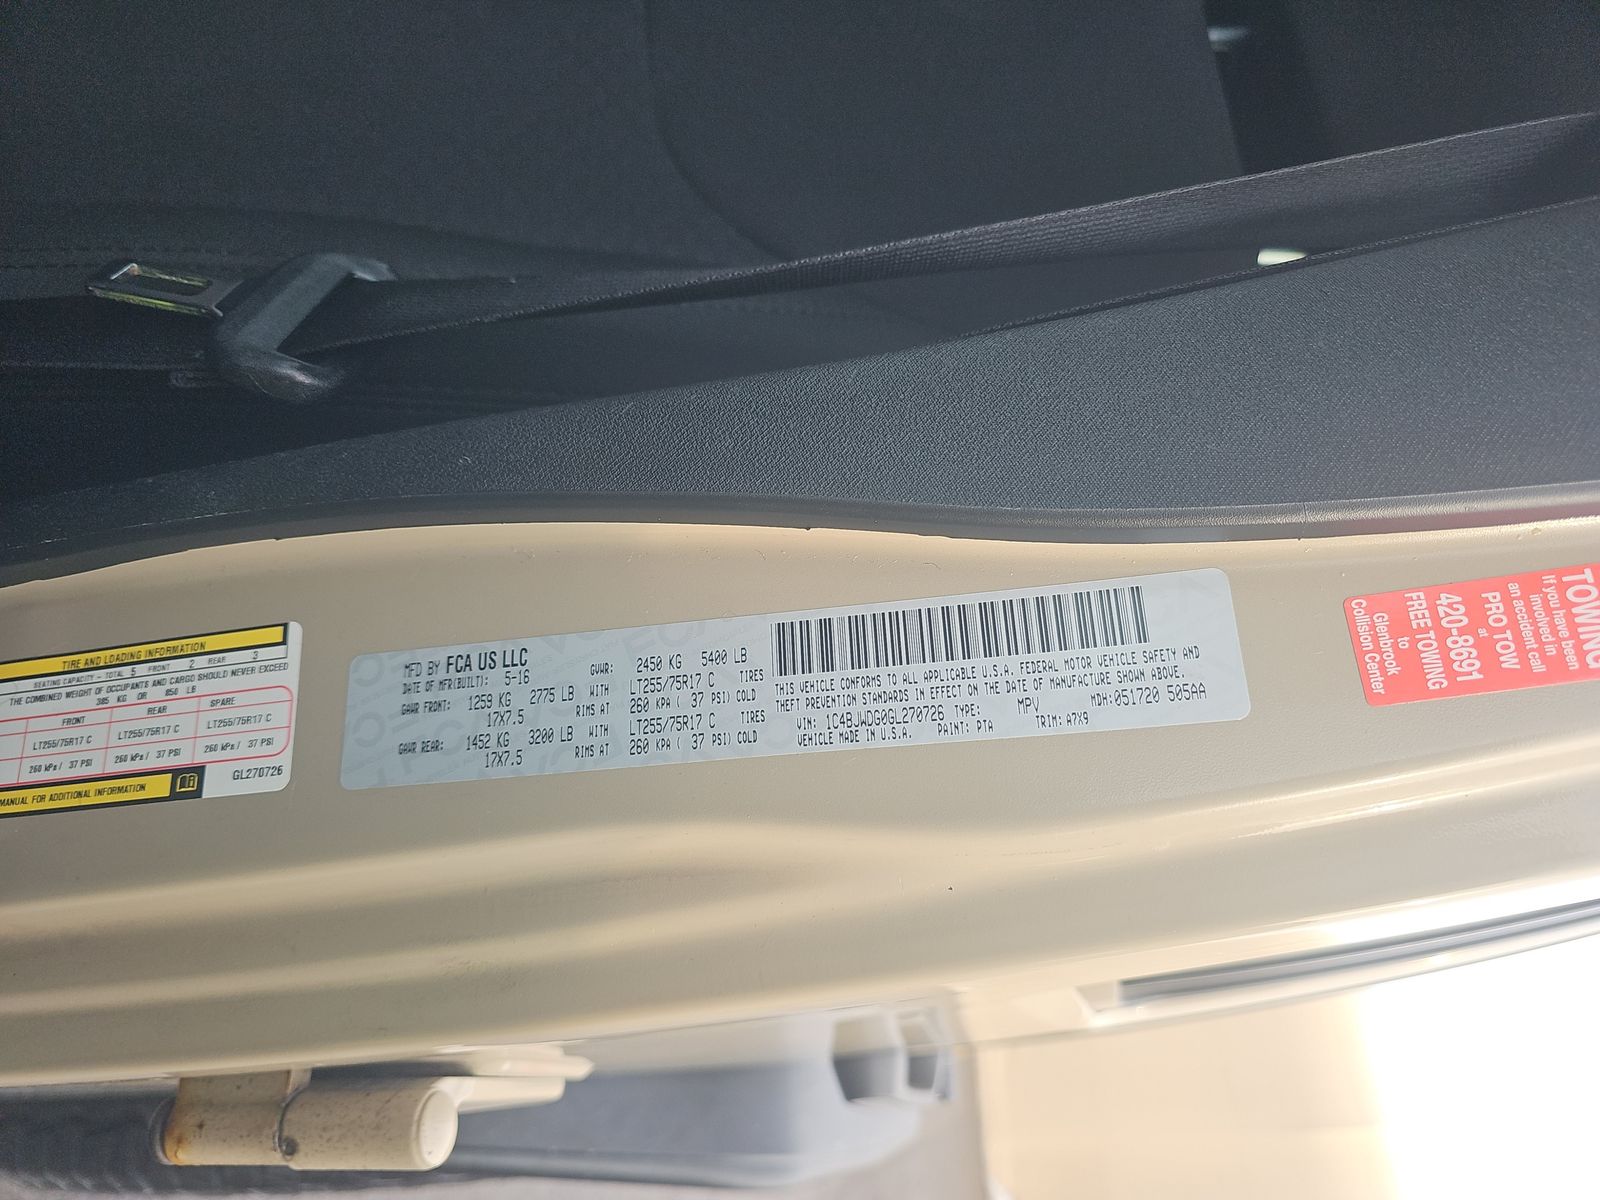 TIRE AND LOADING INFORMATION
SEATING CAPACITY - TOTAL 5 FRONT 2 REAR 3
THE COMBINED WEIGHT OF OCCUPANTS AND CARGO SHOULD NEVER EXCEED
385 KG OR 850 LB
FRONT REAR SPARE
LT255/75R17 C LT255/75R17 C LT255/75R17 C
260 kPa / 37 PSI 260 kPa / 37 PSI 260 kPa / 37 PSI
MANUAL FOR ADDITIONAL INFORMATION
GL270726
MFD BY FCA US LLC
DATE OF MFR(BUILT): 5-16
GVWR: 2450 KG 5400 LB
GAWR FRONT: 1259 KG 2775 LB WITH LT255/75R17 C TIRES
17X7.5 RIMS AT 260 KPA ( 37 PSI) COLD
GAWR REAR: 1452 KG 3200 LB WITH LT255/75R17 C TIRES
17X7.5 RIMS AT 260 KPA ( 37 PSI) COLD
THIS VEHICLE CONFORMS TO ALL APPLICABLE U.S.A. FEDERAL MOTOR VEHICLE SAFETY AND
THEFT PREVENTION STANDARDS IN EFFECT ON THE DATE OF MANUFACTURE SHOWN ABOVE.
MDH:051720 505AA
VIN: 1C4BJWDG0GL270726 TYPE: MPV
VEHICLE MADE IN U.S.A. PAINT: PTA TRIM: A7X9
TOWING
If you have been
involved in
an accident call
PRO TOW
at
420-8691
FREE TOWING
to
Glenbrook
Collision Center